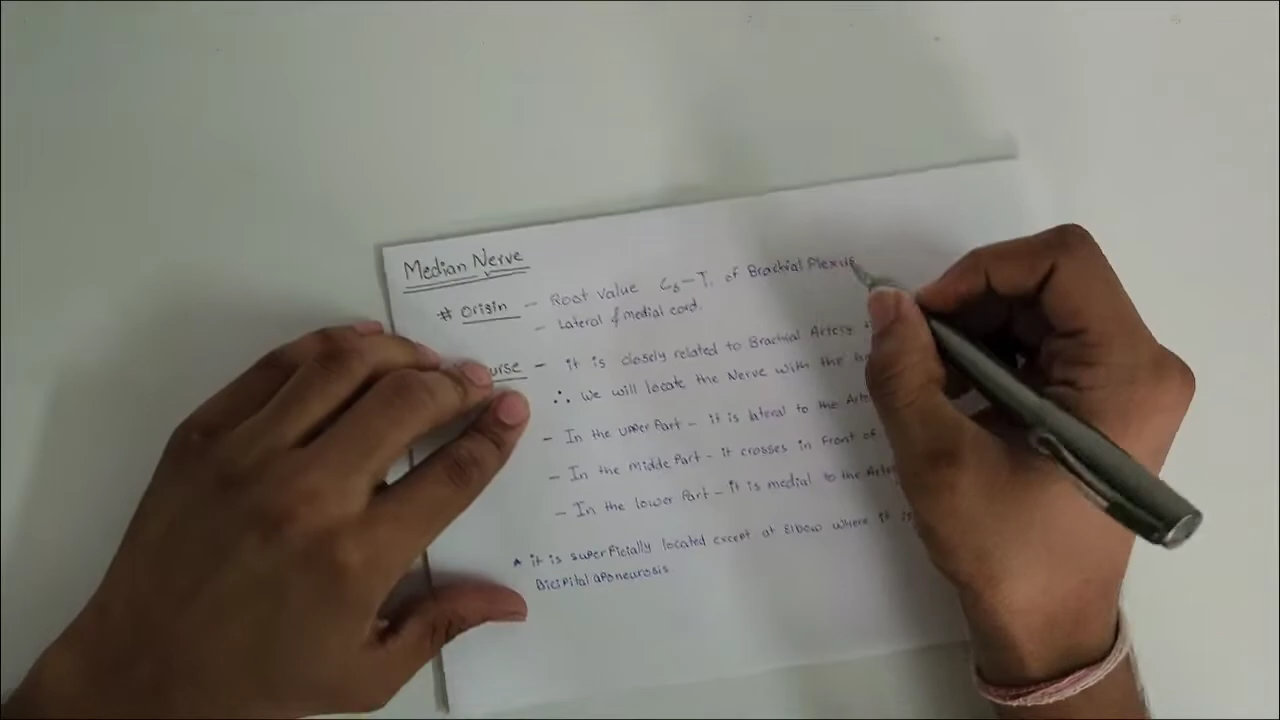 Median Nerve
# Origin - Root value C5-T1 of Brachial Plexus
- Lateral & medial cord.
- it is closely related to Brachial Artery
∴ we will locate the Nerve with the
- In the upper Part - it is lateral to the
- In the midde Part - it crosses in front of
- In the lower Part - it is medial to the
* it is superficially located except at Elbow where it is
Bicipital aponeurosis